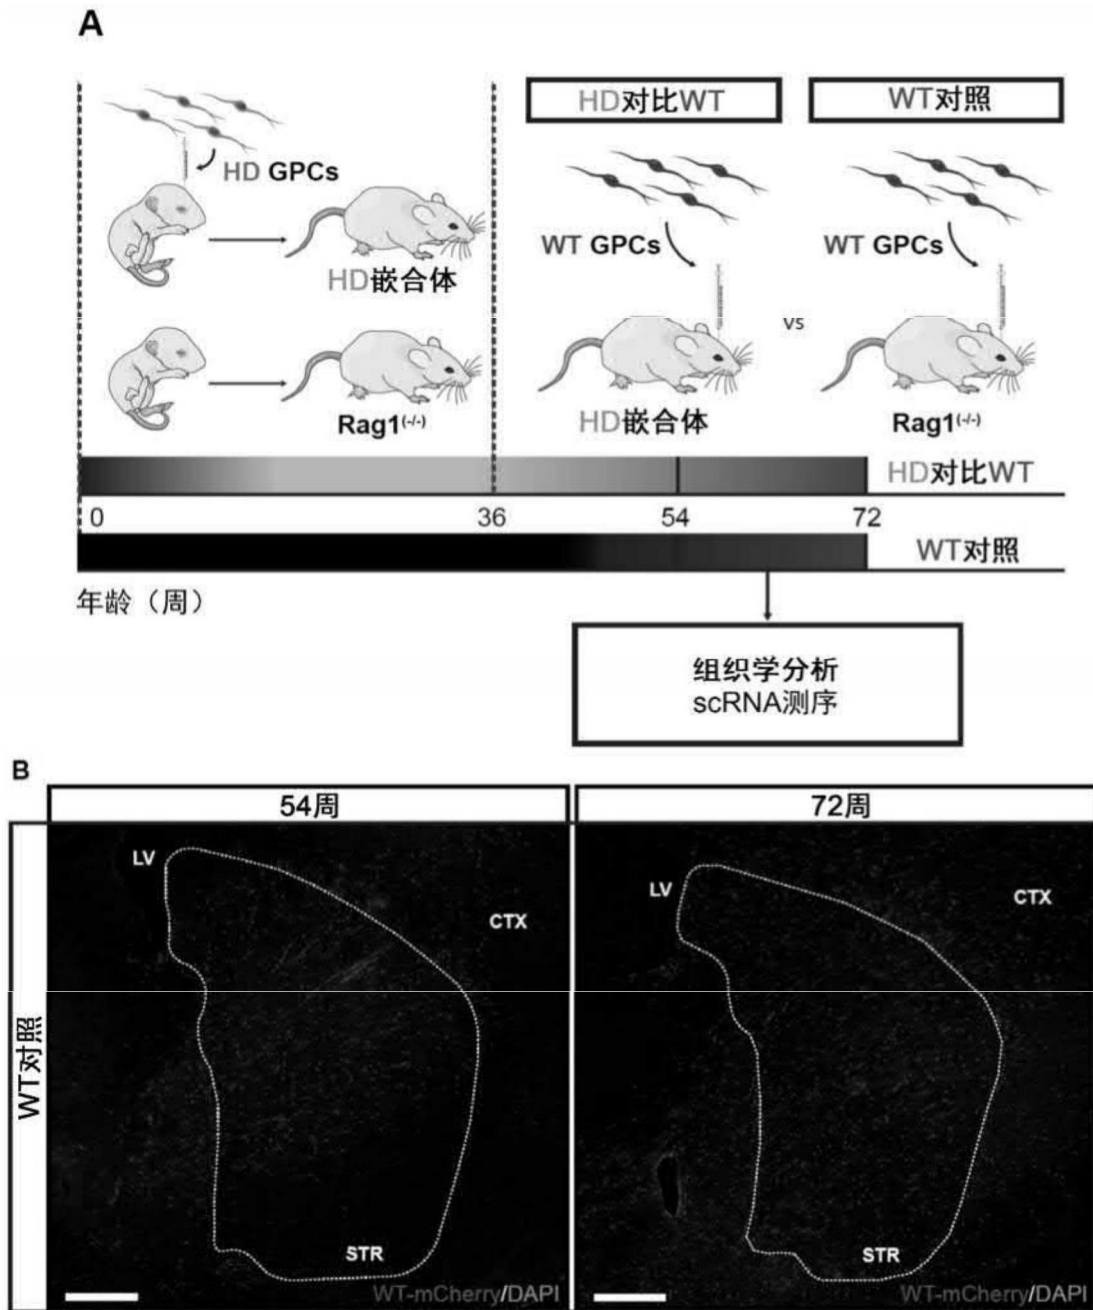 A
HD对比WT
WT对照
HD GPCs
WT GPCs
WT GPCs
HD嵌合体
vs
Rag1(-/-)
HD嵌合体
Rag1(-/-)
HD对比WT
0
36
54
72
WT对照
年龄（周）
组织学分析
scRNA测序
B
54周
72周
WT对照
LV
CTX
STR
WT-mCherry/DAPI
LV
CTX
STR
WT-mCherry/DAPI